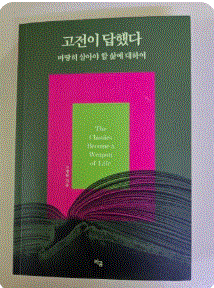 고전이 답했다
마땅히 살아야 할 삶에 대하여
The
Classics
Become a
Weapon
of Life